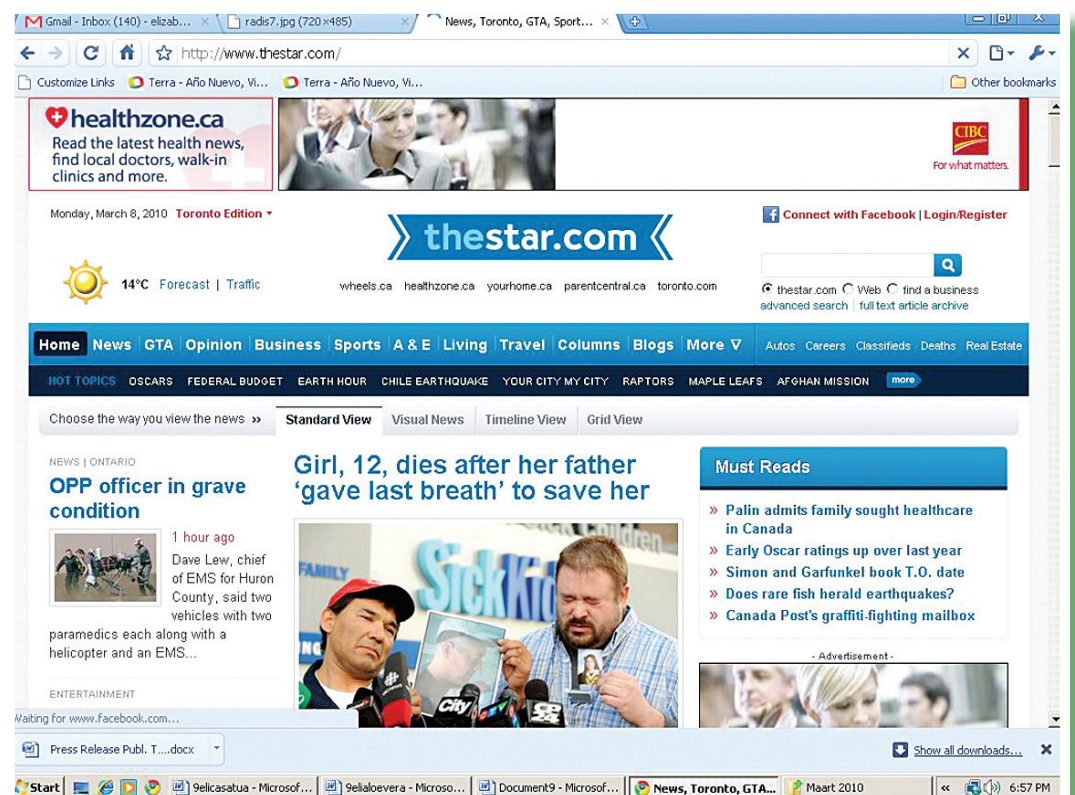 Gmail - Inbox (140) - elizab...
radis7.jpg (720×485)
News, Toronto, GTA, Sport...
http://www.thestar.com/
Customize Links
Terra - Año Nuevo, Vi...
Terra - Año Nuevo, Vi...
Other bookmarks
healthzone.ca
Read the latest health news,
find local doctors, walk-in
clinics and more.
CIBC
For what matters.
Monday, March 8, 2010 Toronto Edition
Connect with Facebook | Login/Register
thestar.com
14°C Forecast | Traffic
wheels.ca healthzone.ca yourhome.ca parentcentral.ca toronto.com
thestar.com Web find a business
advanced search | full text article archive
Home News GTA Opinion Business Sports A & E Living Travel Columns Blogs More Autos Careers Classifieds Deaths Real Estate
HOT TOPICS OSCARS FEDERAL BUDGET EARTH HOUR CHILE EARTHQUAKE YOUR CITY MY CITY RAPTORS MAPLE LEAFS AFGHAN MISSION more
Choose the way you view the news »
Standard View
Visual News
Timeline View
Grid View
NEWS | ONTARIO
OPP officer in grave
condition
1 hour ago
Dave Lew, chief
of EMS for Huron
County, said two
vehicles with two
paramedics each along with a
helicopter and an EMS...
ENTERTAINMENT
Girl, 12, dies after her father
'gave last breath' to save her
Sick Children
FAMILY
SickKid
City
CP
24
Must Reads
» Palin admits family sought healthcare
in Canada
» Early Oscar ratings up over last year
» Simon and Garfunkel book T.O. date
» Does rare fish herald earthquakes?
» Canada Post's graffiti-fighting mailbox
- Advertisement -
Waiting for www.facebook.com...
Press Release Publ. T....docx
Show all downloads...
Start
9elicasatua - Microsof...
9elialoevera - Microso...
Document9 - Microsof...
News, Toronto, GTA...
Maart 2010
« 6:57 PM